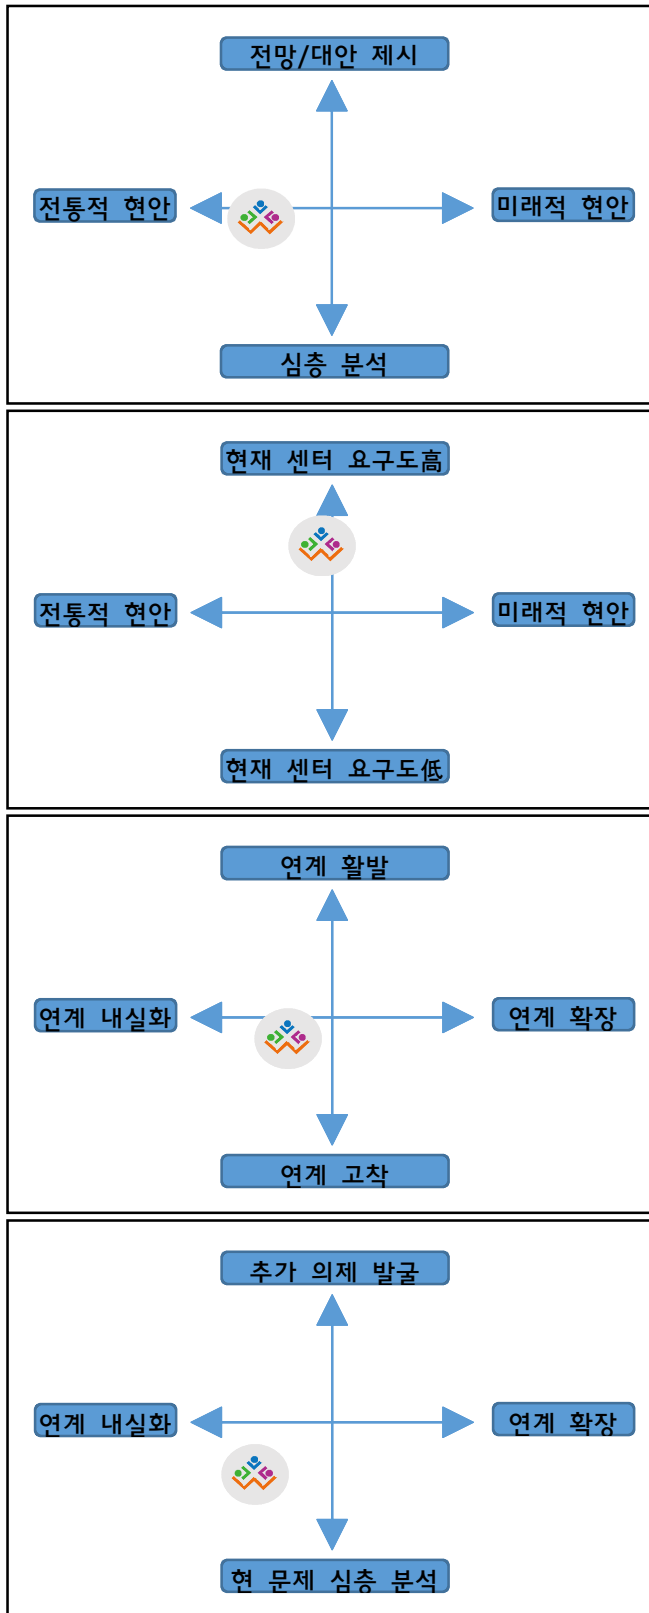 전망/대안 제시
전통적 현안
미래적 현안
심층 분석
현재 센터 요구도高
전통적 현안
미래적 현안
현재 센터 요구도低
연계 활발
연계 내실화
연계 확장
연계 고착
추가 의제 발굴
연계 내실화
연계 확장
현 문제 심층 분석